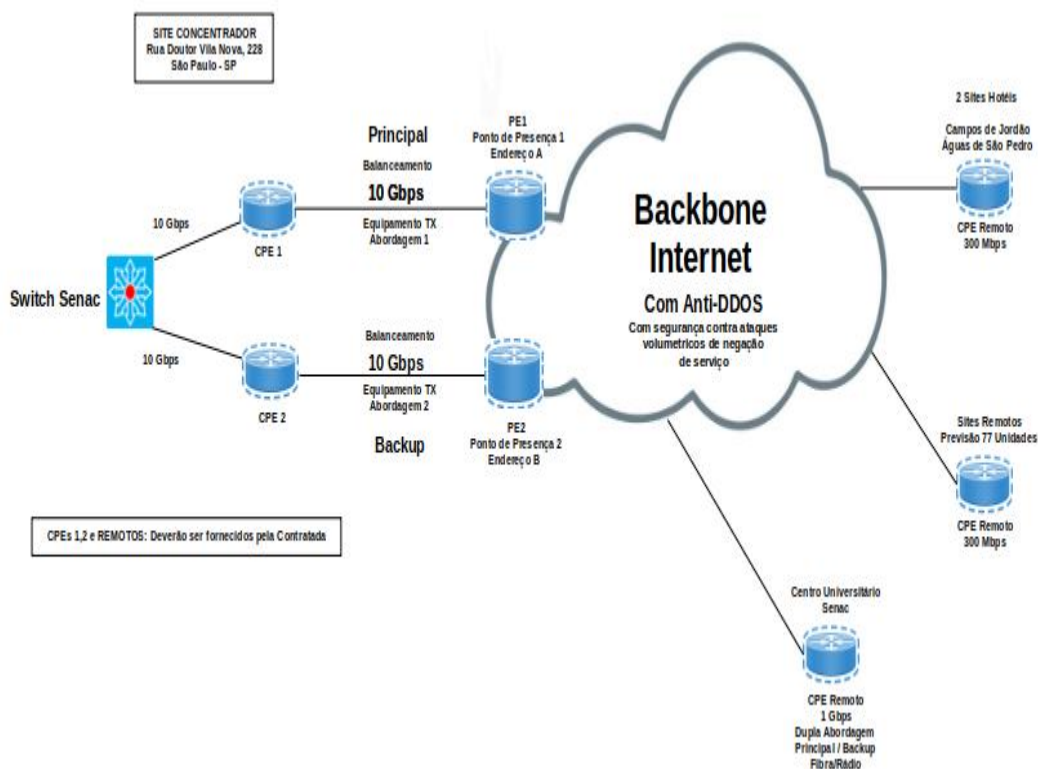 SITE CONCENTRADOR
Rua Doutor Vila Nova, 228
São Paulo - SP
Principal
Balanceamento
10 Gbps
Equipamento TX
Abordagem 1
PE1
Ponto de Presença 1
Endereço A
10 Gbps
CPE 1
Switch Senac
10 Gbps
CPE 2
Balanceamento
10 Gbps
Equipamento TX
Abordagem 2
Backup
PE2
Ponto de Presença 2
Endereço B
Backbone
Internet
Com Anti-DDOS
Com segurança contra ataques
volumetricos de negação
de serviço
2 Sites Hotéis
Campos de Jordão
Águas de São Pedro
CPE Remoto
300 Mbps
Sites Remotos
Previsão 77 Unidades
CPE Remoto
300 Mbps
CPEs 1,2 e REMOTOS: Deverão ser fornecidos pela Contratada
Centro Universitário
Senac
CPE Remoto
1 Gbps
Dupla Abordagem
Principal / Backup
Fibra/Rádio